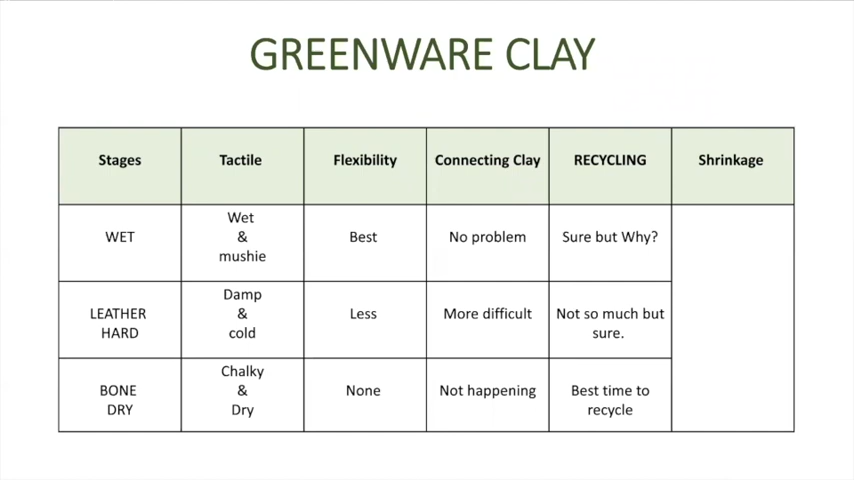 GREENWARE CLAY
Stages Tactile Flexibility Connecting Clay RECYCLING Shrinkage
WET
Wet
&
mushie
Best
No problem
Sure but Why?
LEATHER
HARD
Damp
&
cold
Less
More difficult
Not so much but
sure.
BONE
DRY
Chalky
&
Dry
None
Not happening
Best time to
recycle